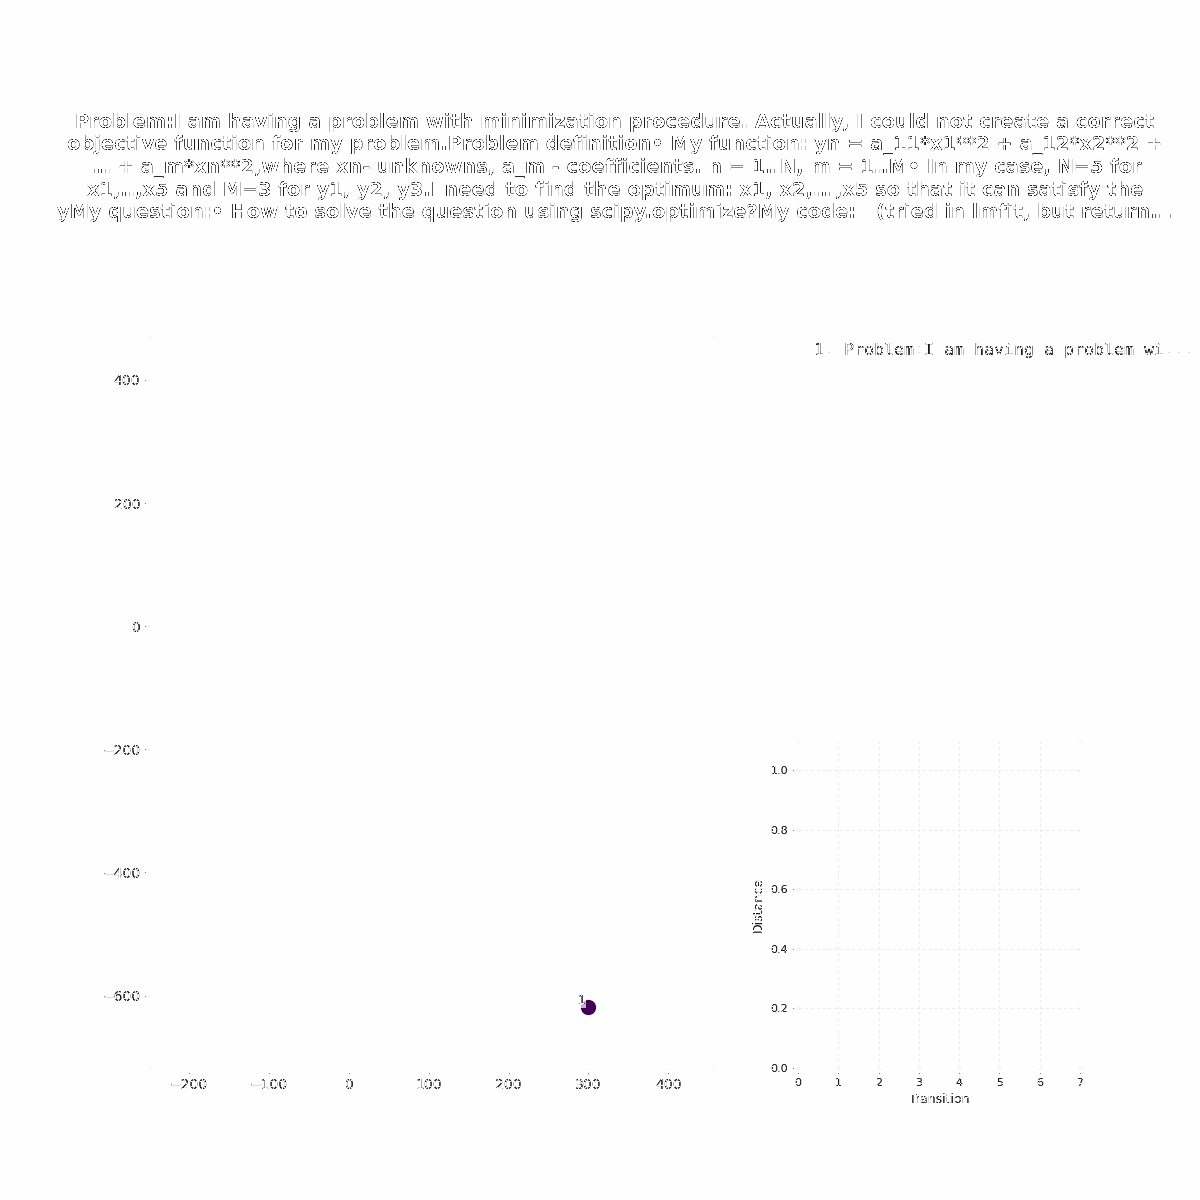 Problem:I am having a problem with minimization procedure. Actually, I could not create a correct
objective function for my problem.Problem definition• My function: yn = a_11*x1**2 + a_12*x2**2 +
... + a_m*xn**2,where xn- unknowns, a_m - coefficients. n = 1..N, m = 1..M• In my case, N=5 for
x1,..,x5 and M=3 for y1, y2, y3.I need to find the optimum: x1, x2,...,x5 so that it can satisfy the
yMy question:• How to solve the question using scipy.optimize?My code:   (tried in lmfit, but return...
1. Problem:I am having a problem wi...
400
200
0
−200
−400
−600
1
−200 −100 0 100 200 300 400
1.0
0.8
0.6
0.4
0.2
0.0
Distance
0 1 2 3 4 5 6 7
Transition